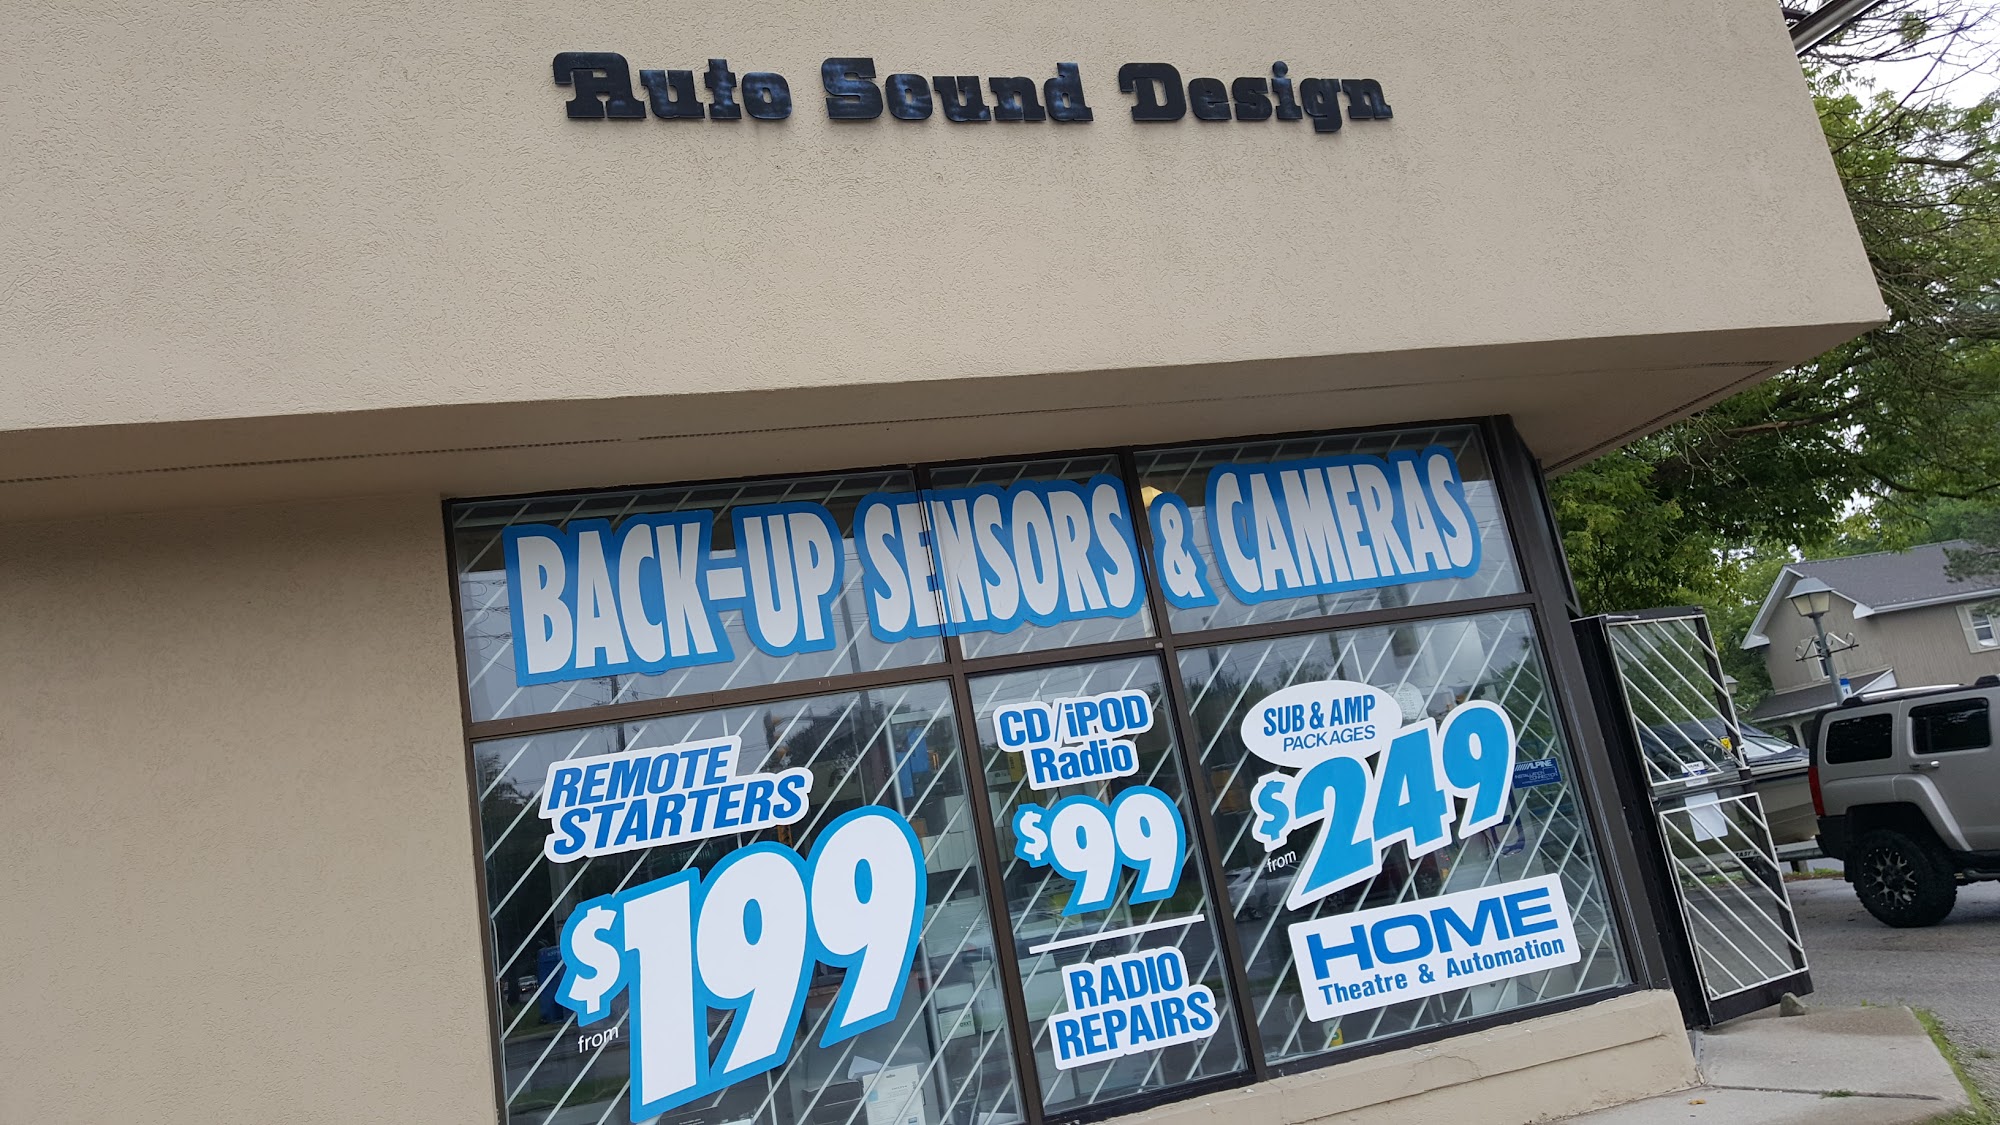 Auto Sound Design
BACK-UP SENSORS & CAMERAS
REMOTE
STARTERS
from
$199
CD/iPOD
Radio
$99
RADIO
REPAIRS
SUB & AMP
PACKAGES
from
$249
HOME
Theatre & Automation
ALPINE